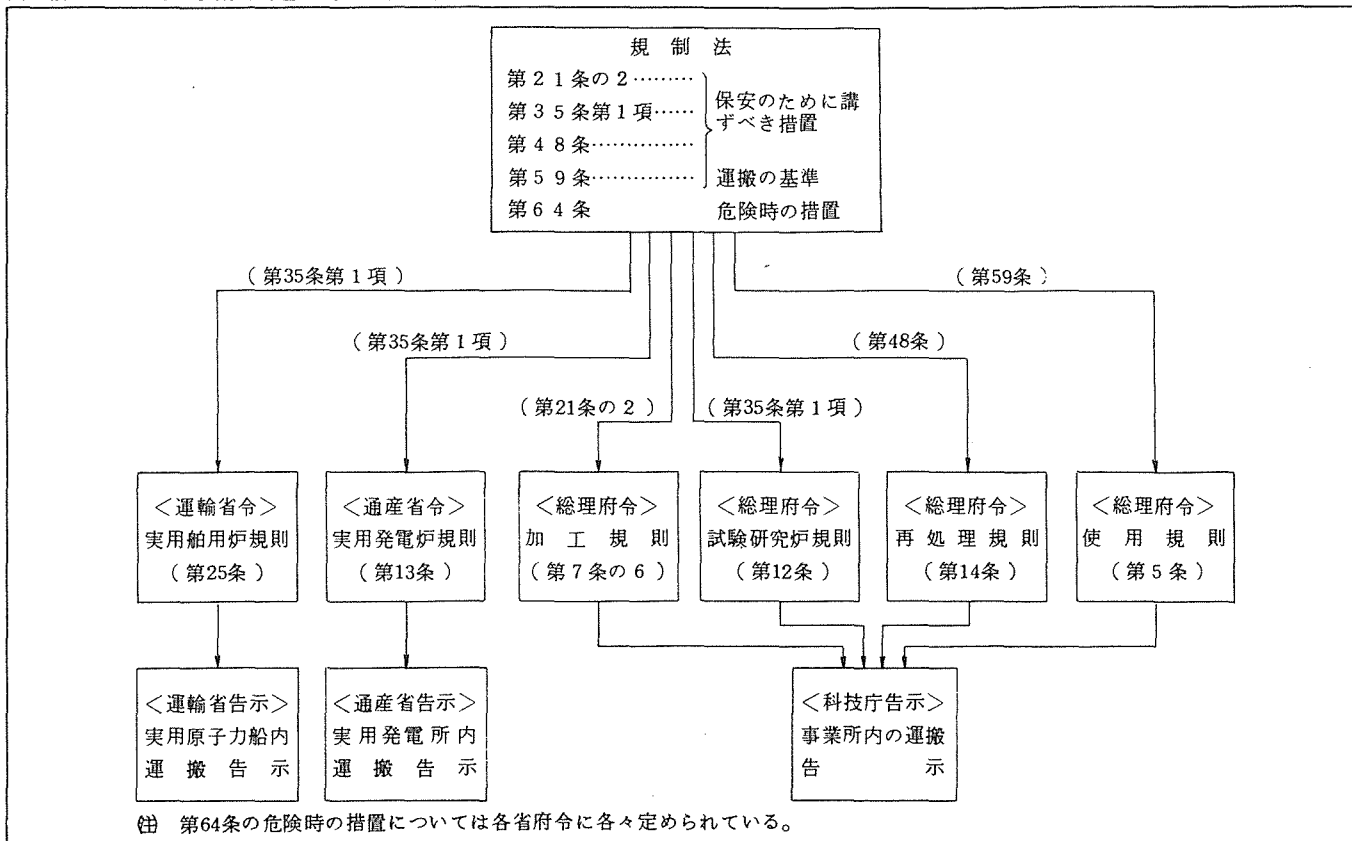 規制法
第21条の2………
第35条第1項……
第48条……………
第59条……………
第64条
保安のために講
ずべき措置
運搬の基準
危険時の措置
(第35条第1項)
(第59条)
(第35条第1項)
(第48条)
(第21条の2)
(第35条第1項)
<運輸省令>
実用舶用炉規則
(第25条)
<通産省令>
実用発電炉規則
(第13条)
<総理府令>
加工規則
(第7条の6)
<総理府令>
試験研究炉規則
(第12条)
<総理府令>
再処理規則
(第14条)
<総理府令>
使用規則
(第5条)
<運輸省告示>
実用原子力船内
運搬告示
<通産省告示>
実用発電所内
運搬告示
<科技庁告示>
事業所内の運搬
告示
(注) 第64条の危険時の措置については各省府令に各々定められている。